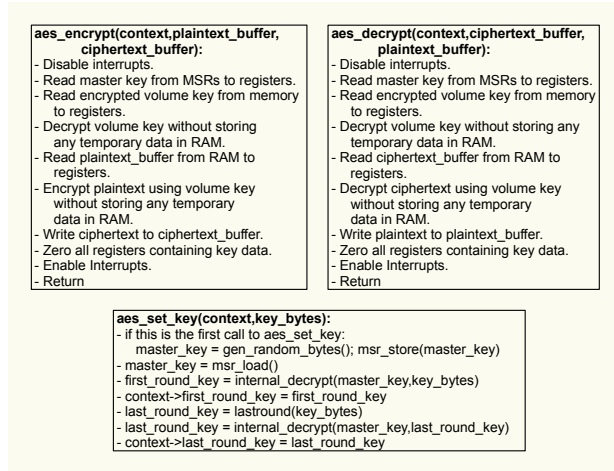 aes_encrypt(context,plaintext_buffer,
ciphertext_buffer):
- Disable interrupts.
- Read master key from MSRs to registers.
- Read encrypted volume key from memory
to registers.
- Decrypt volume key without storing
any temporary data in RAM.
- Read plaintext_buffer from RAM to
registers.
- Encrypt plaintext using volume key
without storing any temporary
data in RAM.
- Write ciphertext to ciphertext_buffer.
- Zero all registers containing key data.
- Enable Interrupts.
- Return
aes_decrypt(context,ciphertext_buffer,
plaintext_buffer):
- Disable interrupts.
- Read master key from MSRs to registers.
- Read encrypted volume key from memory
to registers.
- Decrypt volume key without storing any
temporary data in RAM.
- Read ciphertext_buffer from RAM to
registers.
- Decrypt ciphertext using volume key
without storing any temporary
data in RAM.
- Write plaintext to plaintext_buffer.
- Zero all registers containing key data.
- Enable Interrupts.
- Return
aes_set_key(context,key_bytes):
- if this is the first call to aes_set_key:
master_key = gen_random_bytes(); msr_store(master_key)
- master_key = msr_load()
- first_round_key = internal_decrypt(master_key,key_bytes)
- context->first_round_key = first_round_key
- last_round_key = lastround(key_bytes)
- last_round_key = internal_decrypt(master_key,last_round_key)
- context->last_round_key = last_round_key